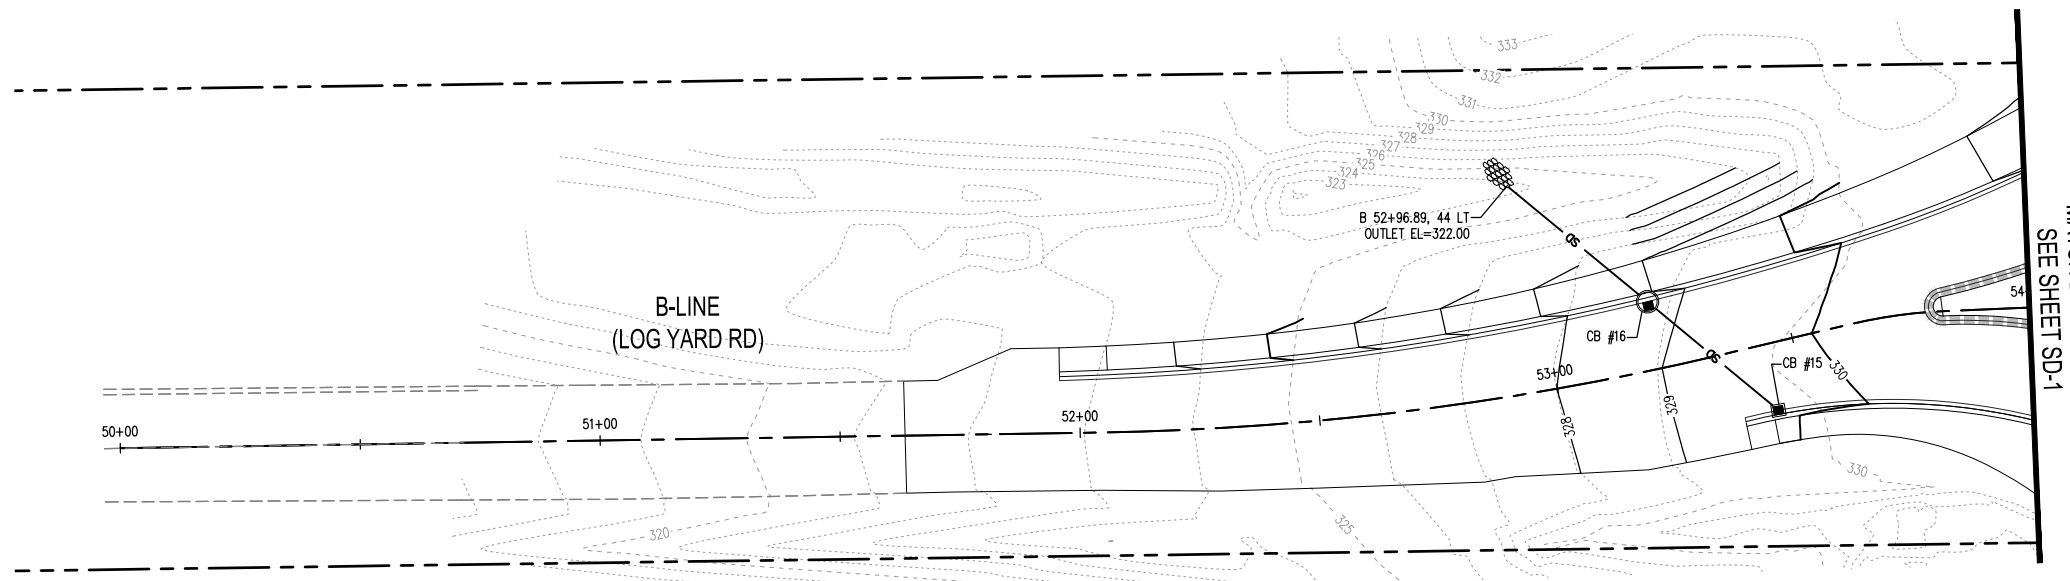 333
332
331
330
329
328
327
326
325
324
323
B 52+96.89, 44 LT
OUTLET EL=322.00
SD
B-LINE
(LOG YARD RD)
CB #16
SD
CB #15
54+
SEE SHEET SD-1
50+00
51+00
52+00
53+00
328
329
330
330
320
325